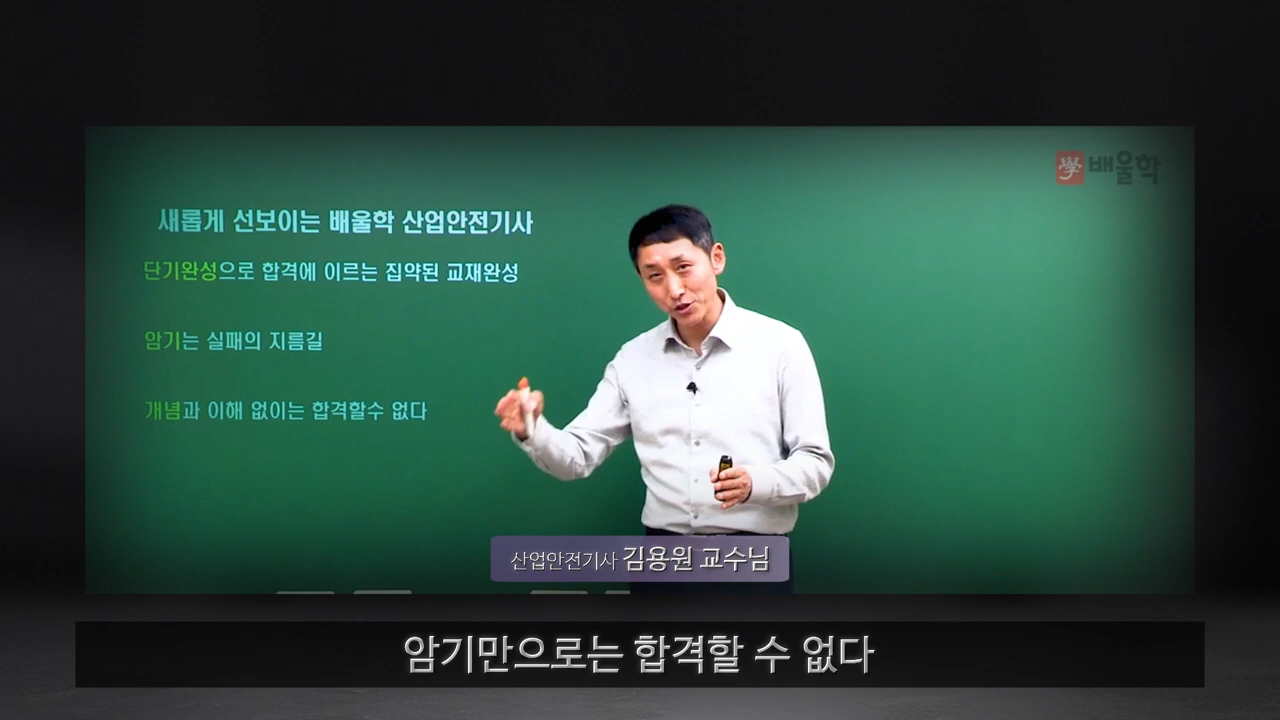 學 배울학
새롭게 선보이는 배울학 산업안전기사
단기완성으로 합격에 이르는 집약된 교재완성
암기는 실패의 지름길
개념과 이해 없이는 합격할수 없다
산업안전기사 김용원 교수님
암기만으로는 합격할 수 없다